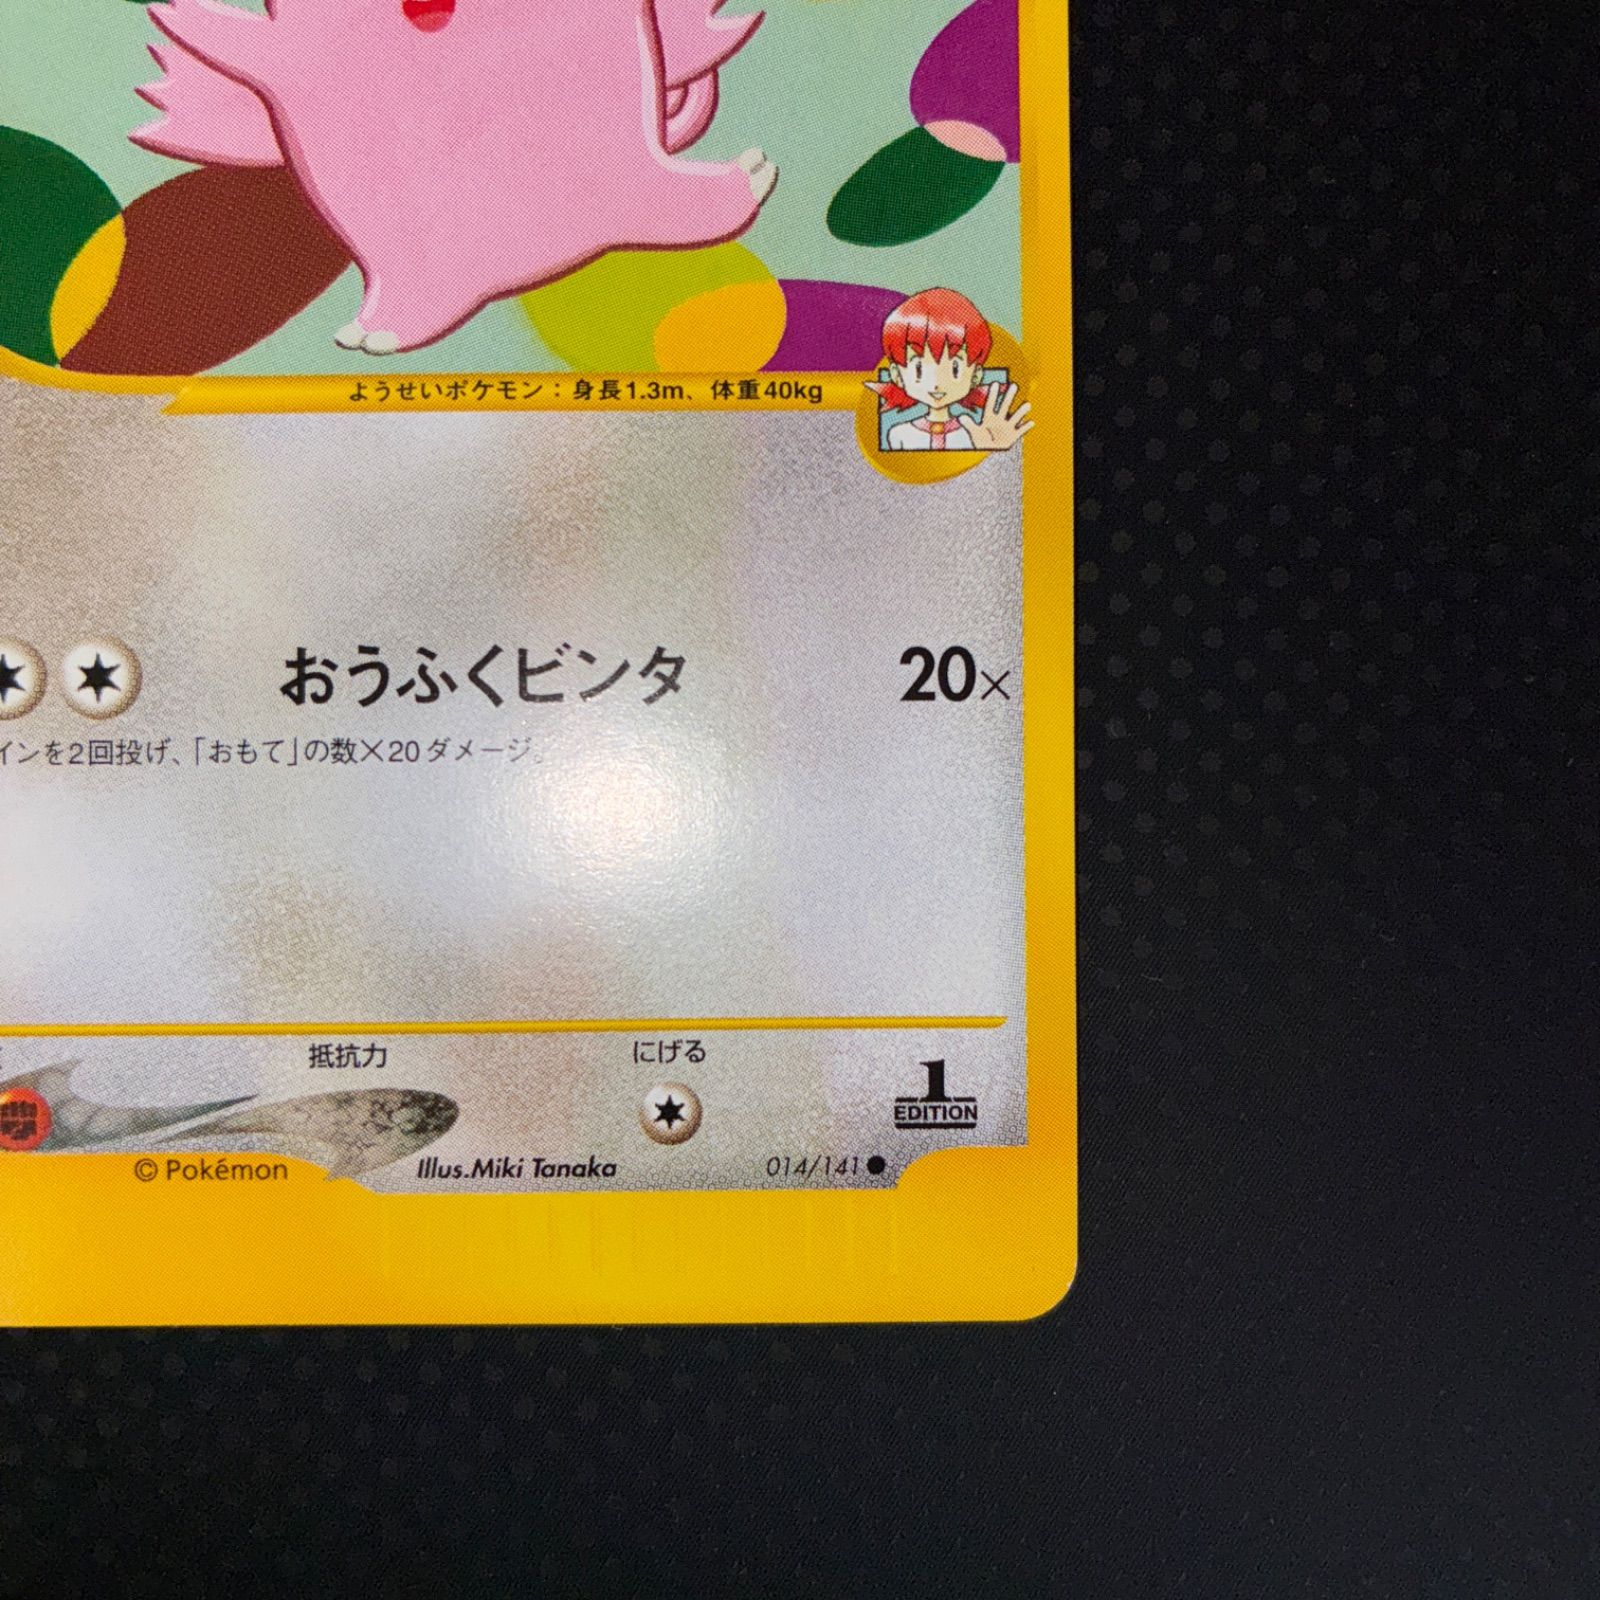 ようせいポケモン：身長1.3m、体重40kg
おうふくビンタ 20×
インを2回投げ、「おもて」の数×20ダメージ。
抵抗力 にげる
1
EDITION
© Pokémon Illus.Miki Tanaka 014/141●